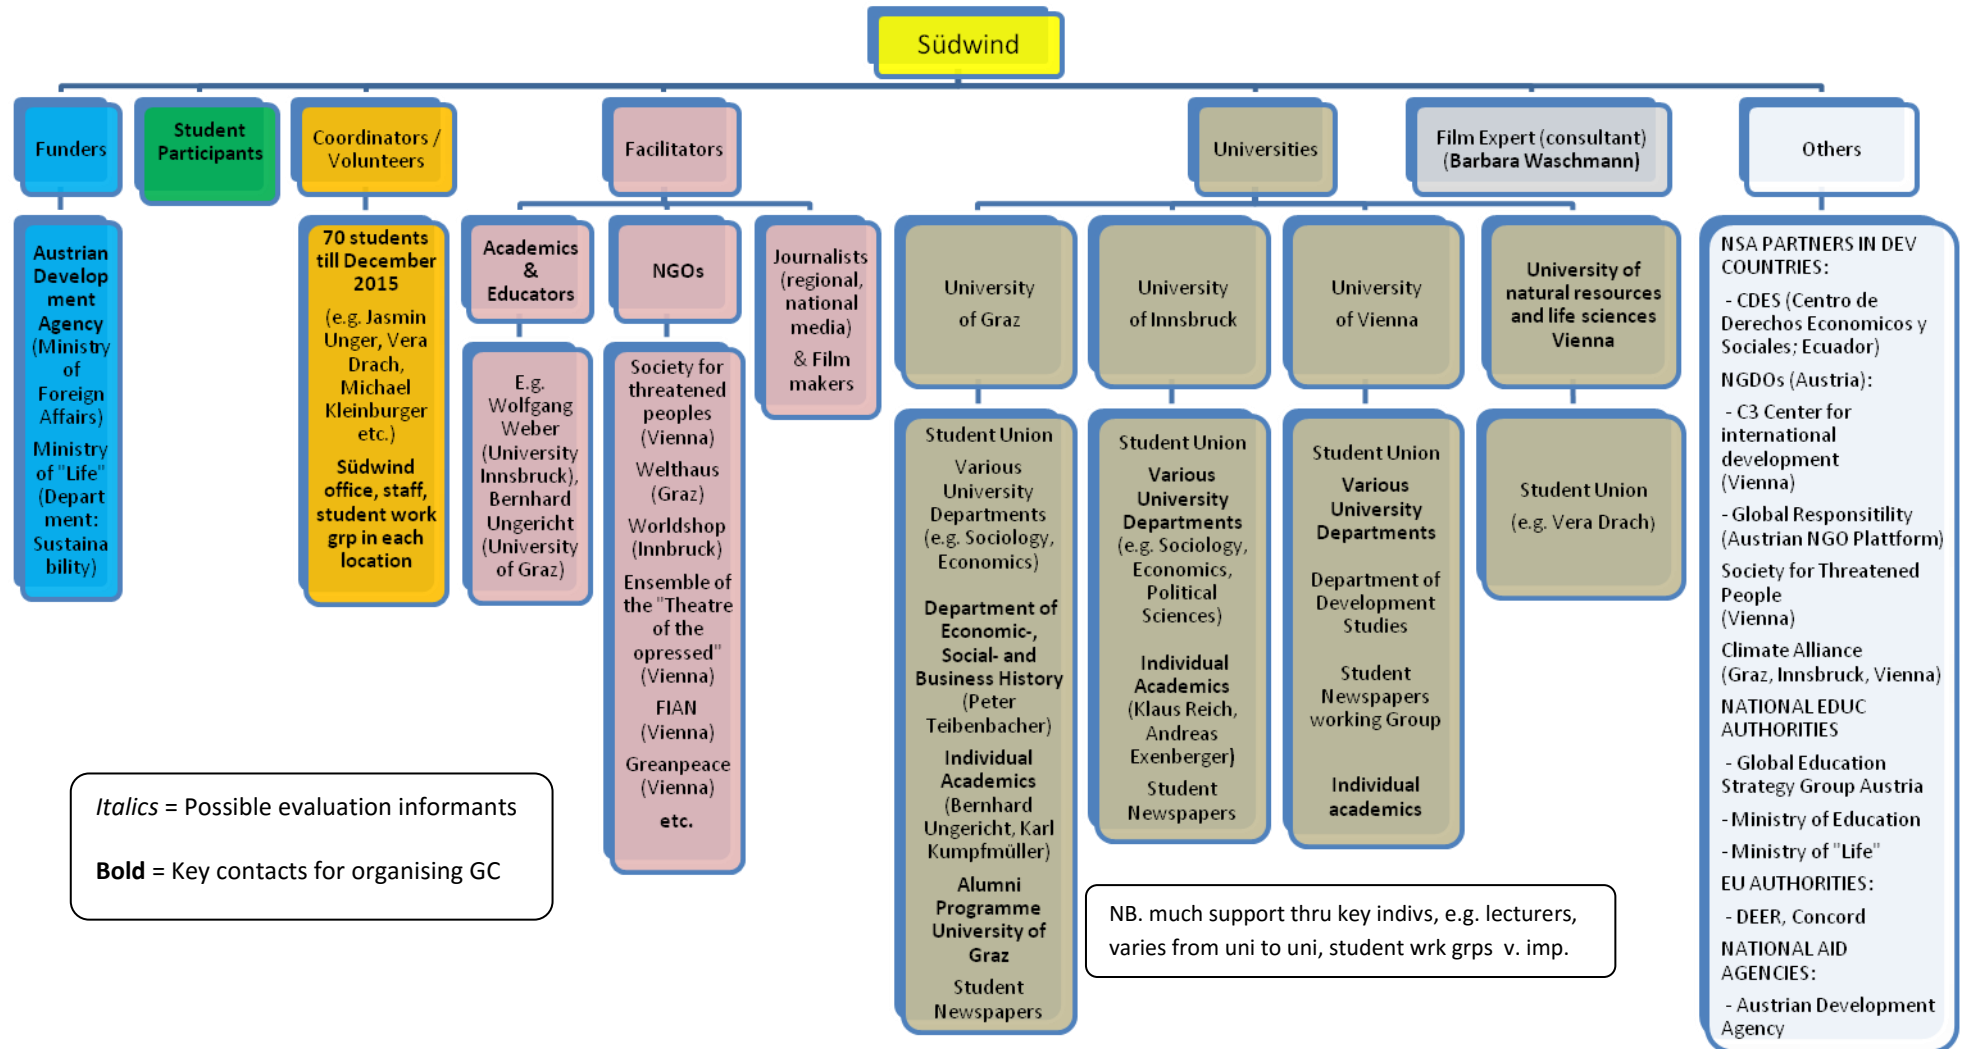 Südwind
Funders
Student
Participants
Coordinators /
Volunteers
Facilitators
Universities
Film Expert (consultant)
(Barbara Waschmann)
Others
Austrian
Develop
ment
Agency
(Ministry
of
Foreign
Affairs)
Ministry
of "Life"
(Depart
ment:
Sustaina
bility)
70 students
till December
2015
(e.g. Jasmin
Unger, Vera
Drach,
Michael
Kleinburger
etc.)
Südwind
office, staff,
student work
grp in each
location
Academics
&
Educators
E.g.
Wolfgang
Weber
(University
Innsbruck),
Bernhard
Ungericht
(University
of Graz)
NGOs
Society for
threatened
peoples
(Vienna)
Welthaus
(Graz)
Worldshop
(Innbruck)
Ensemble of
the "Theatre
of the
opressed"
(Vienna)
FIAN
(Vienna)
Greanpeace
(Vienna)
etc.
Journalists
(regional,
national
media)
& Film
makers
University
of Graz
Student Union
Various
University
Departments
(e.g. Sociology,
Economics)
Department of
Economic-,
Social- and
Business History
(Peter
Teibenbacher)
Individual
Academics
(Bernhard
Ungericht, Karl
Kumpfmüller)
Alumni
Programme
University of
Graz
Student
Newspapers
University
of Innsbruck
Student Union
Various
University
Departments
(e.g. Sociology,
Economics,
Political
Sciences)
Individual
Academics
(Klaus Reich,
Andreas
Exenberger)
Student
Newspapers
University
of Vienna
Student Union
Various
University
Departments
Department of
Development
Studies
Student
Newspapers
working Group
Individual
academics
University of
natural resources
and life sciences
Vienna
Student Union
(e.g. Vera Drach)
NSA PARTNERS IN DEV
COUNTRIES:
- CDES (Centro de
Derechos Economicos y
Sociales; Ecuador)
NGDOs (Austria):
- C3 Center for
international
development
(Vienna)
- Global Responsitility
(Austrian NGO Plattform)
Society for Threatened
People
(Vienna)
Climate Alliance
(Graz, Innsbruck, Vienna)
NATIONAL EDUC
AUTHORITIES
- Global Education
Strategy Group Austria
- Ministry of Education
- Ministry of "Life"
EU AUTHORITIES:
- DEER, Concord
NATIONAL AID
AGENCIES:
- Austrian Development
Agency
Italics = Possible evaluation informants
Bold = Key contacts for organising GC
NB. much support thru key indivs, e.g. lecturers,
varies from uni to uni, student wrk grps v. imp.